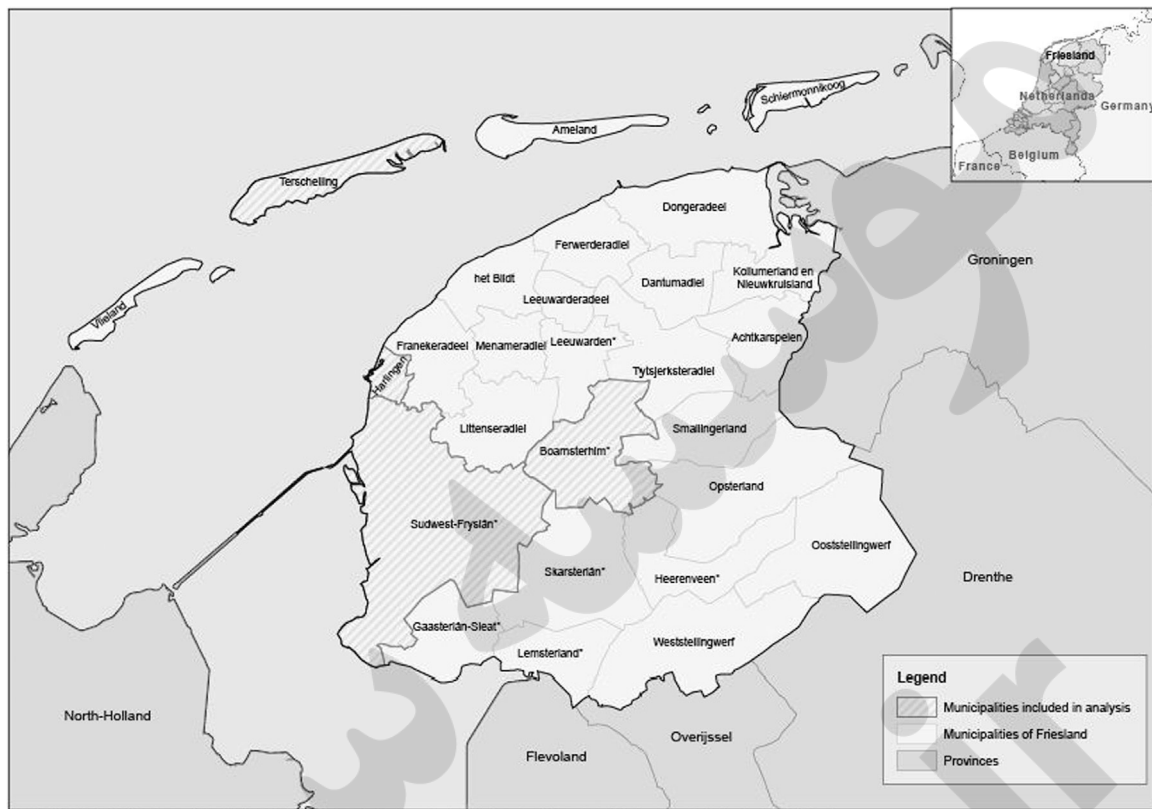 Friesland
Netherlands
Germany
Belgium
France
Schiermonnikoog
Ameland
Terschelling
Vlieland
Dongeradeel
Ferwerderadiel
Groningen
het Bildt
Dantumadiel
Kollumerland en
Nieuwkruisland
Leeuwarderadeel
Achtkarspelen
Franekeradeel
Menameradiel
Leeuwarden*
Harlingen
Tytsjerksteradiel
Littenseradiel
Smallingerland
Boarnsterhim*
Opsterland
Sudwest-Fryslân*
Ooststellingwerf
Skarsterlân*
Heerenveen*
Drenthe
Gaasterlân-Sleat*
Weststellingwerf
Lemsterland*
North-Holland
Flevoland
Overijssel
Legend
Municipalities included in analysis
Municipalities of Friesland
Provinces